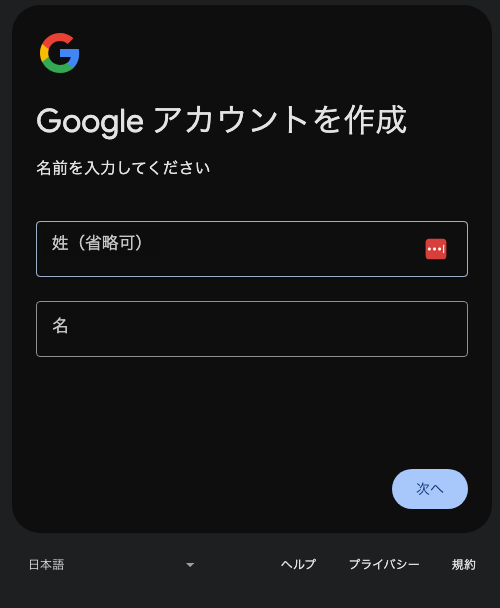 Google アカウントを作成
名前を入力してください
姓（省略可）
名
次へ
日本語
ヘルプ
プライバシー
規約